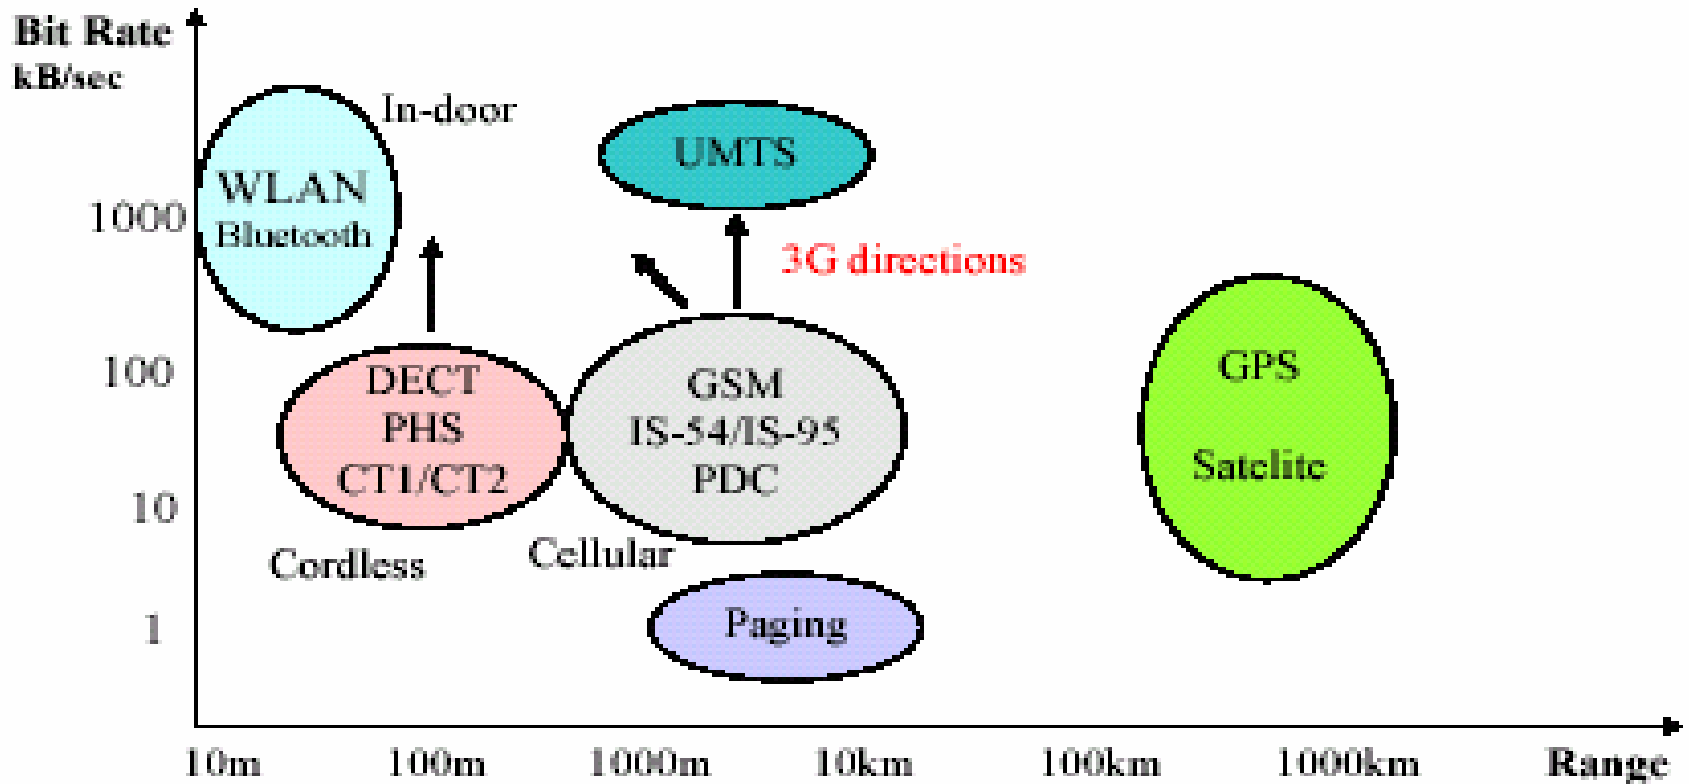 Bit Rate
kB/sec
In-door
UMTS
WLAN
Bluetooth
1000
3G directions
100
DECT
PHS
CT1/CT2
GSM
IS-54/IS-95
PDC
GPS
Satelite
10
Cordless
Cellular
1
Paging
10m 100m 1000m 10km 100km 1000km Range